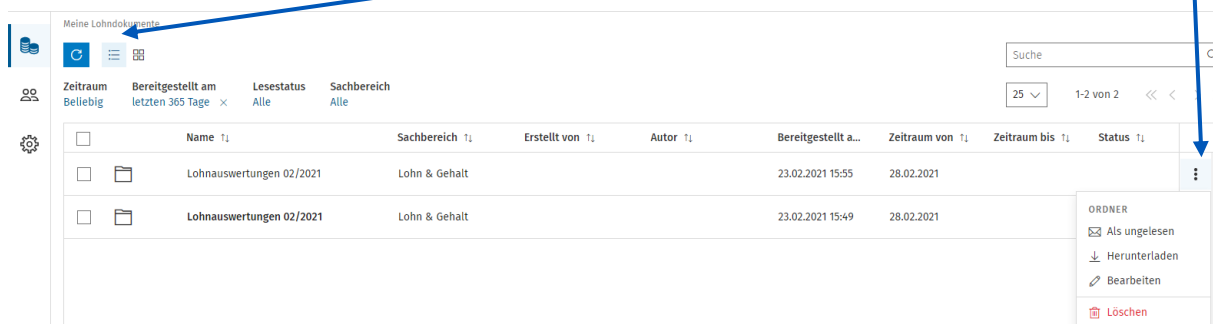 Meine Lohndokumente
Suche
Zeitraum Bereitgestellt am Lesestatus Sachbereich
Beliebig letzten 365 Tage × Alle Alle
25 1-2 von 2
Name Sachbereich Erstellt von Autor Bereitgestellt a... Zeitraum von Zeitraum bis Status
Lohnauswertungen 02/2021 Lohn & Gehalt 23.02.2021 15:55 28.02.2021
Lohnauswertungen 02/2021 Lohn & Gehalt 23.02.2021 15:49 28.02.2021
ORDNER
Als ungelesen
Herunterladen
Bearbeiten
Löschen